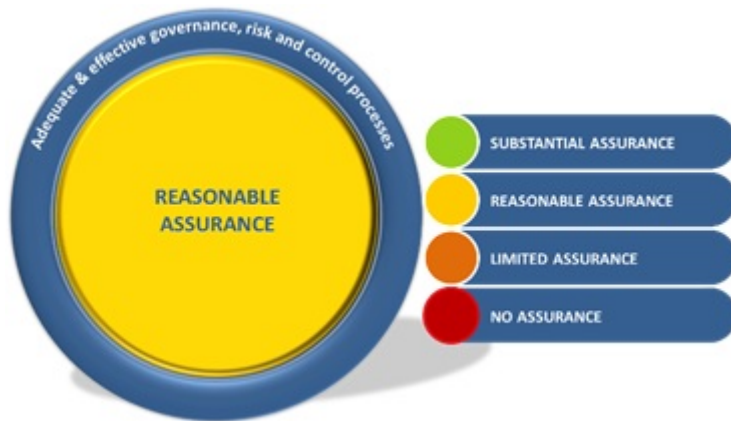 Adequate & effective governance, risk and control processes
REASONABLE
ASSURANCE
SUBSTANTIAL ASSURANCE
REASONABLE ASSURANCE
LIMITED ASSURANCE
NO ASSURANCE